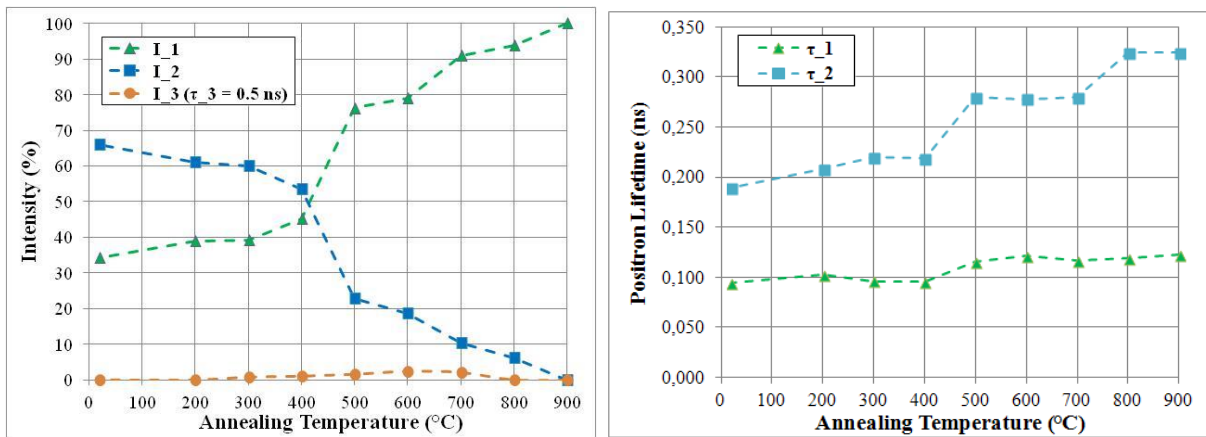 100
90
80
70
60
50
40
30
20
10
0
Intensity (%)
I_1
I_2
I_3 (τ_3 = 0.5 ns)
0 100 200 300 400 500 600 700 800 900
Annealing Temperature (°C)
0,350
0,300
0,250
0,200
0,150
0,100
0,050
0,000
Positron Lifetime (ns)
τ_1
τ_2
0 100 200 300 400 500 600 700 800 900
Annealing Temperature (°C)